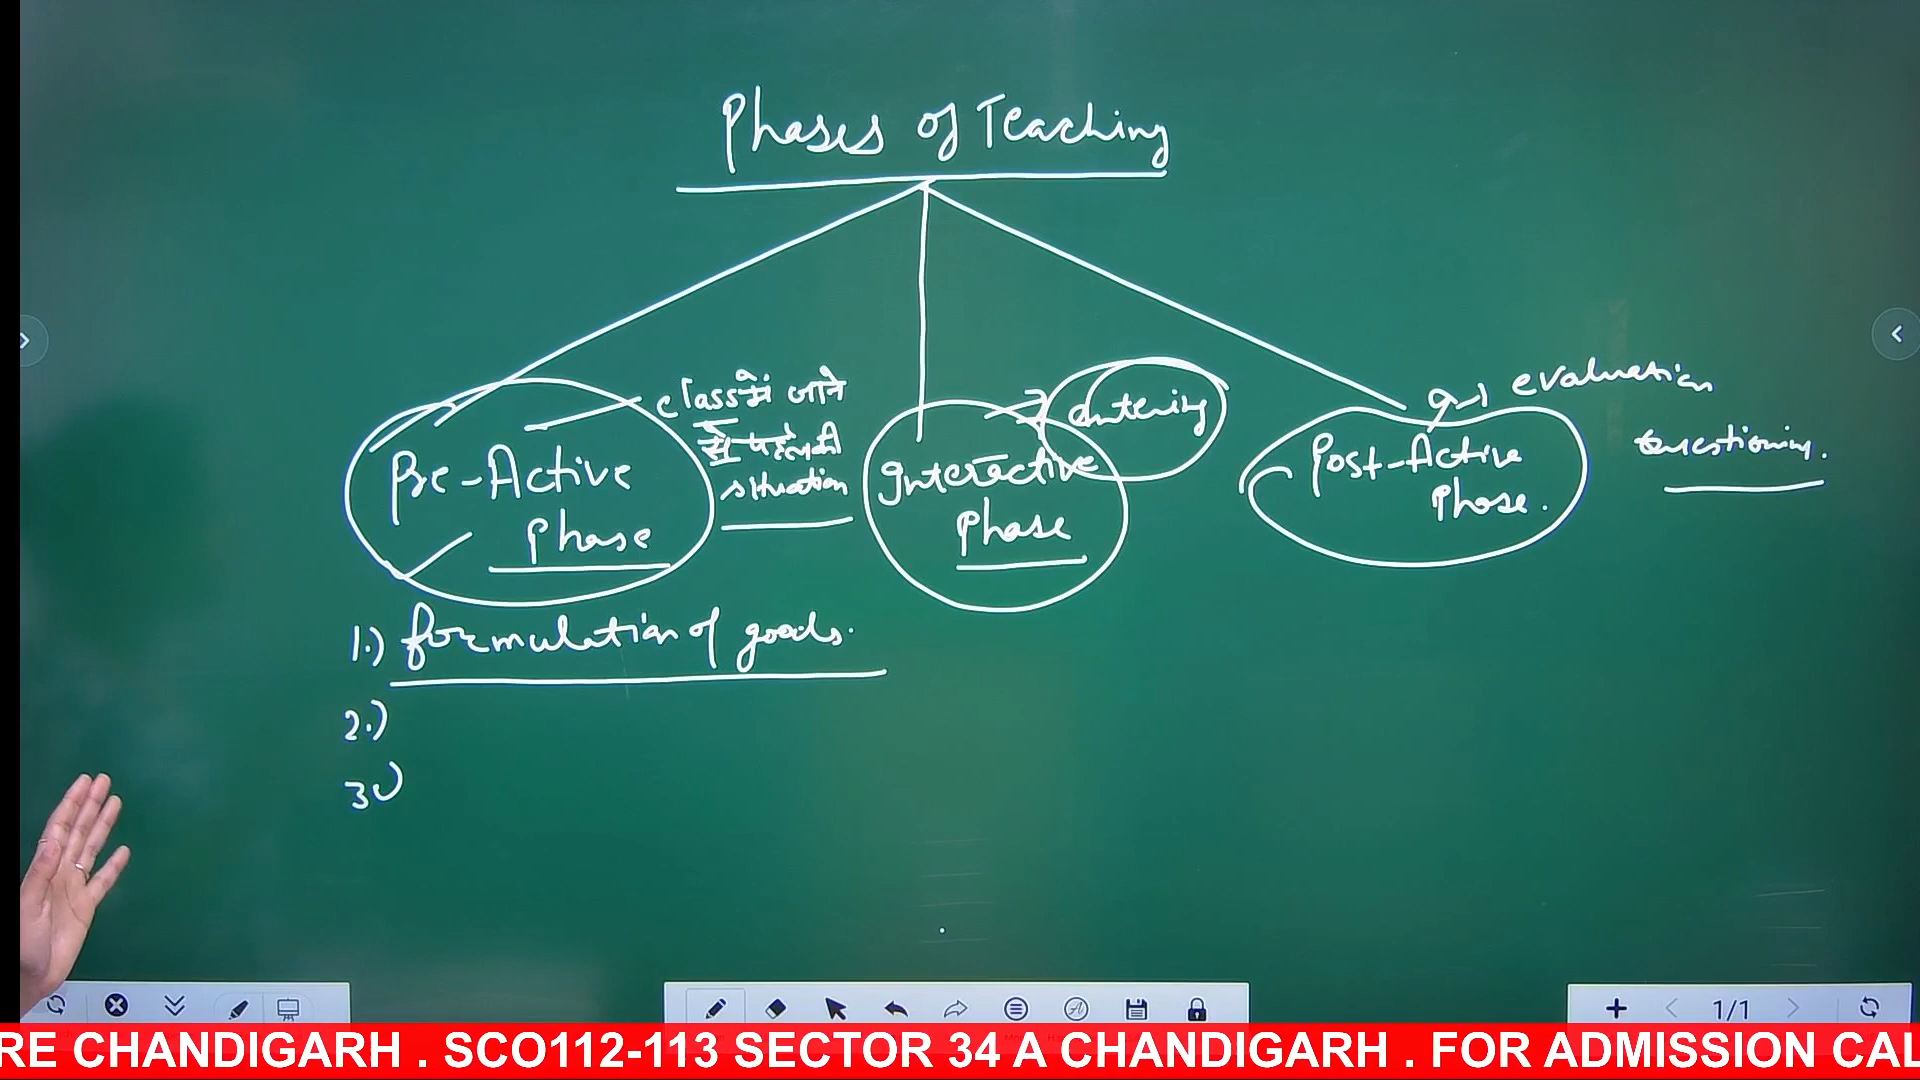 Phases of Teaching
Pre-Active
Phase
class में जाने
से पहले की
situation
Interactive
Phase
entering
Post-Active
Phase.
evaluation
questioning.
1.) formulation of goals.
2.)
3.)
1/1
RE CHANDIGARH . SCO112-113 SECTOR 34 A CHANDIGARH . FOR ADMISSION CAL